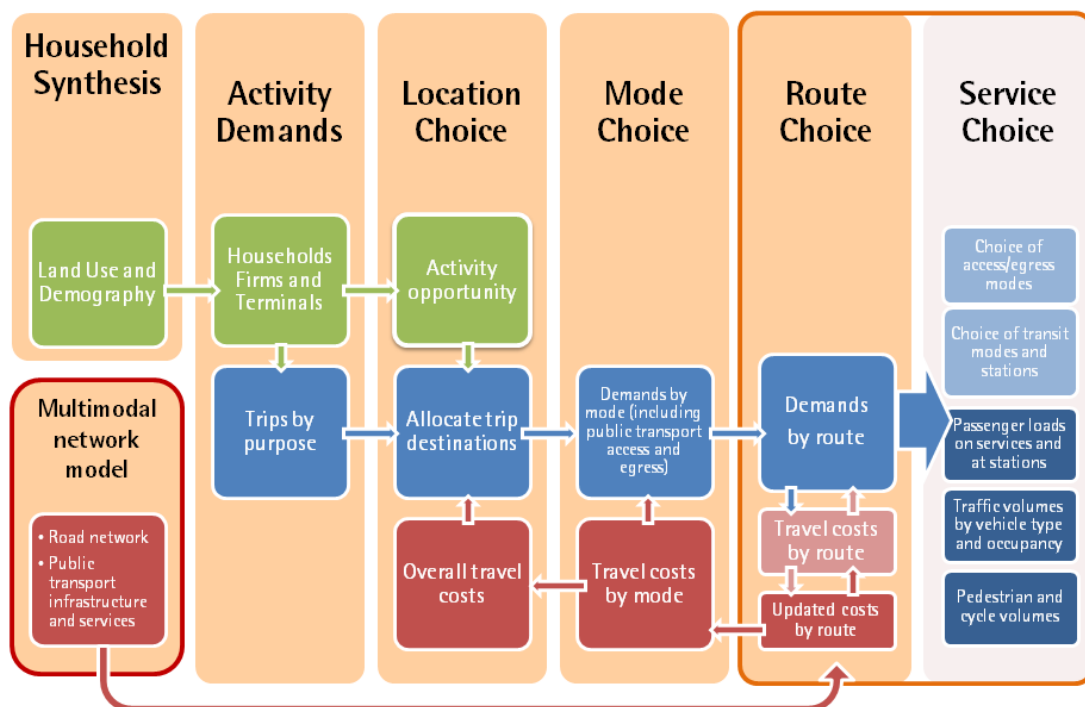 Household
Synthesis
Activity
Demands
Location
Choice
Mode
Choice
Route
Choice
Service
Choice
Land Use and
Demography
Households
Firms and
Terminals
Activity
opportunity
Choice of
access/egress
modes
Choice of transit
modes and
stations
Multimodal
network
model
• Road network
• Public
transport
infrastructure
and services
Trips by
purpose
Allocate trip
destinations
Demands by
mode (including
public transport
access and
egress)
Demands
by route
Passenger loads
on services and
at stations
Overall travel
costs
Travel costs
by mode
Travel costs
by route
Updated costs
by route
Traffic volumes
by vehicle type
and occupancy
Pedestrian and
cycle volumes